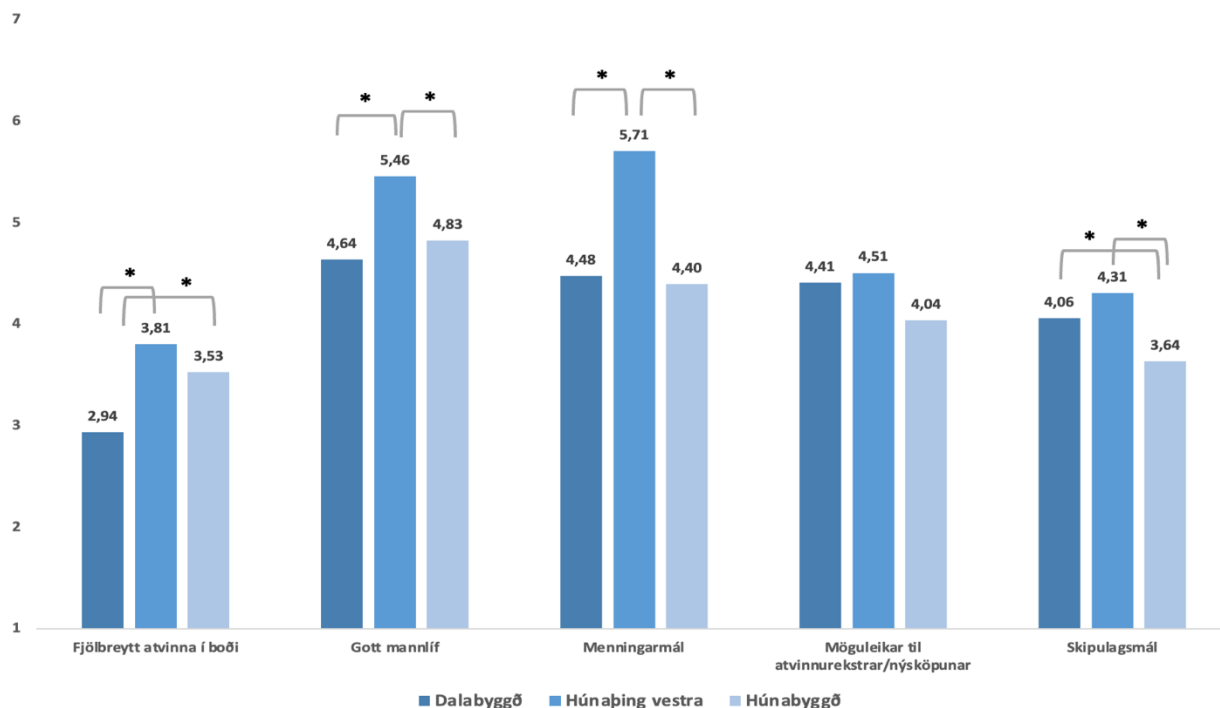 7
6
5
4
3
2
1
* *
2,94 3,81 3,53
* *
4,64 5,46 4,83
* *
4,48 5,71 4,40
4,41 4,51 4,04
* *
4,06 4,31 3,64
Fjölbreytt atvinna í boði
Gott mannlíf
Menningarmál
Möguleikar til
atvinnurekstrar/nýsköpunar
Skipulagsmál
Dalabyggð Húnaþing vestra Húnabyggð